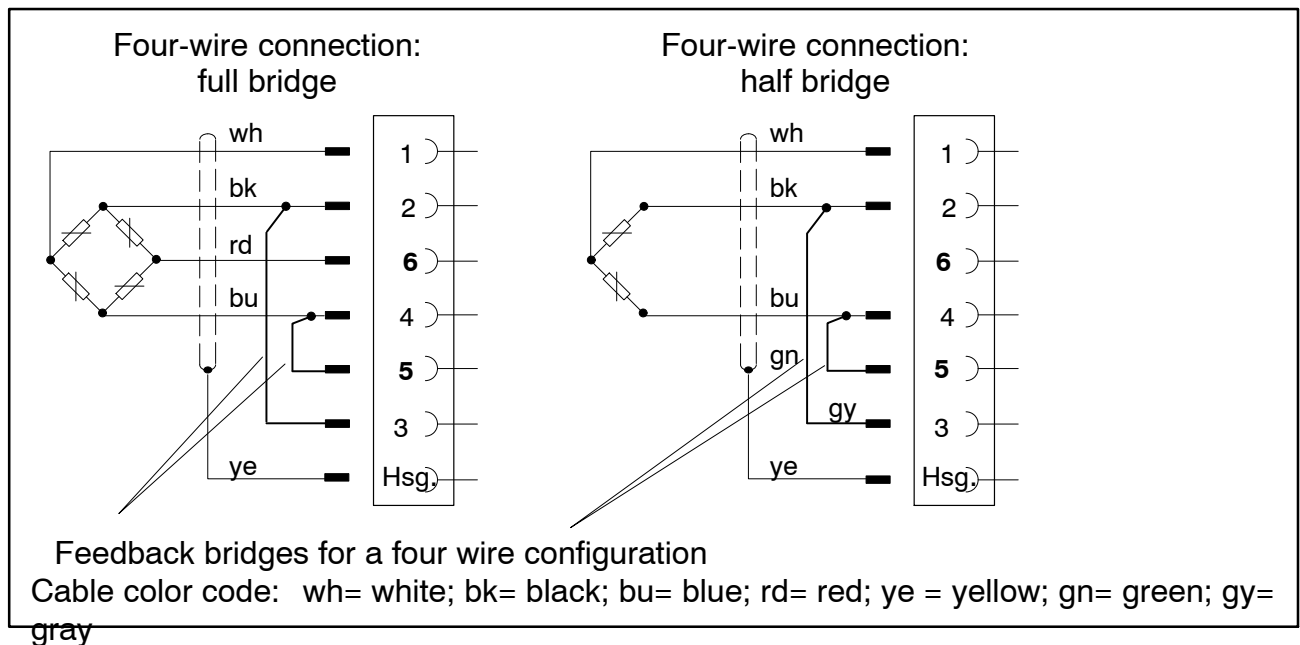 Four-wire connection:
full bridge
wh
bk
rd
bu
ye
1
2
6
4
5
3
Hsg.
Four-wire connection:
half bridge
wh
bk
bu
gn
gy
ye
1
2
6
4
5
3
Hsg.
Feedback bridges for a four wire configuration
Cable color code: wh= white; bk= black; bu= blue; rd= red; ye = yellow; gn= green; gy=
gray